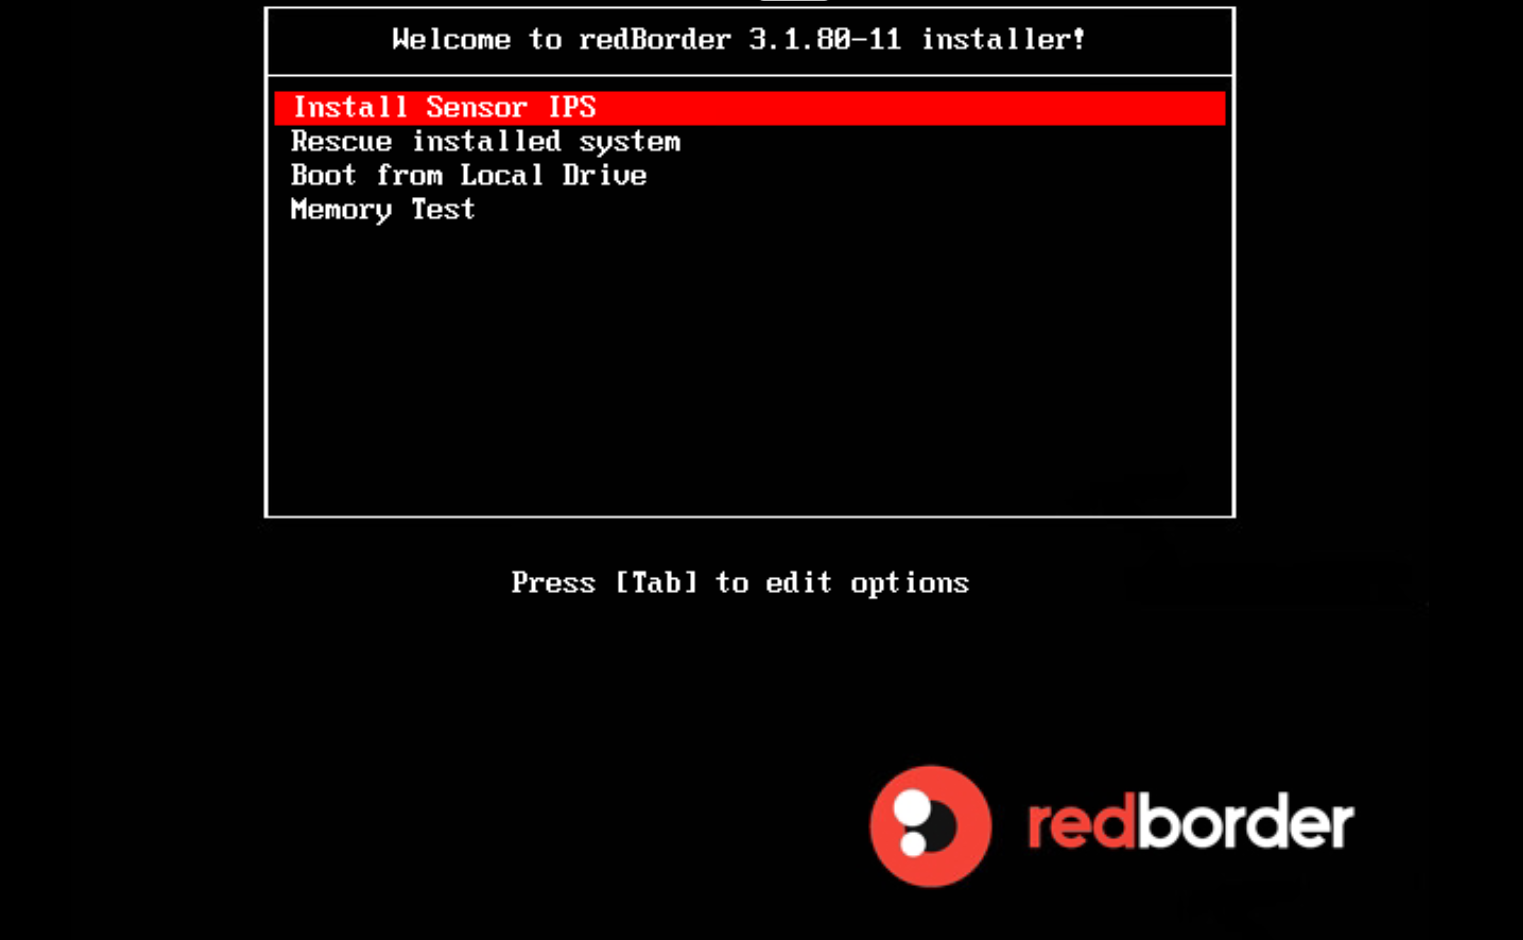 Welcome to redBorder 3.1.80-11 installer!
Install Sensor IPS
Rescue installed system
Boot from Local Drive
Memory Test
Press [Tab] to edit options
redborder